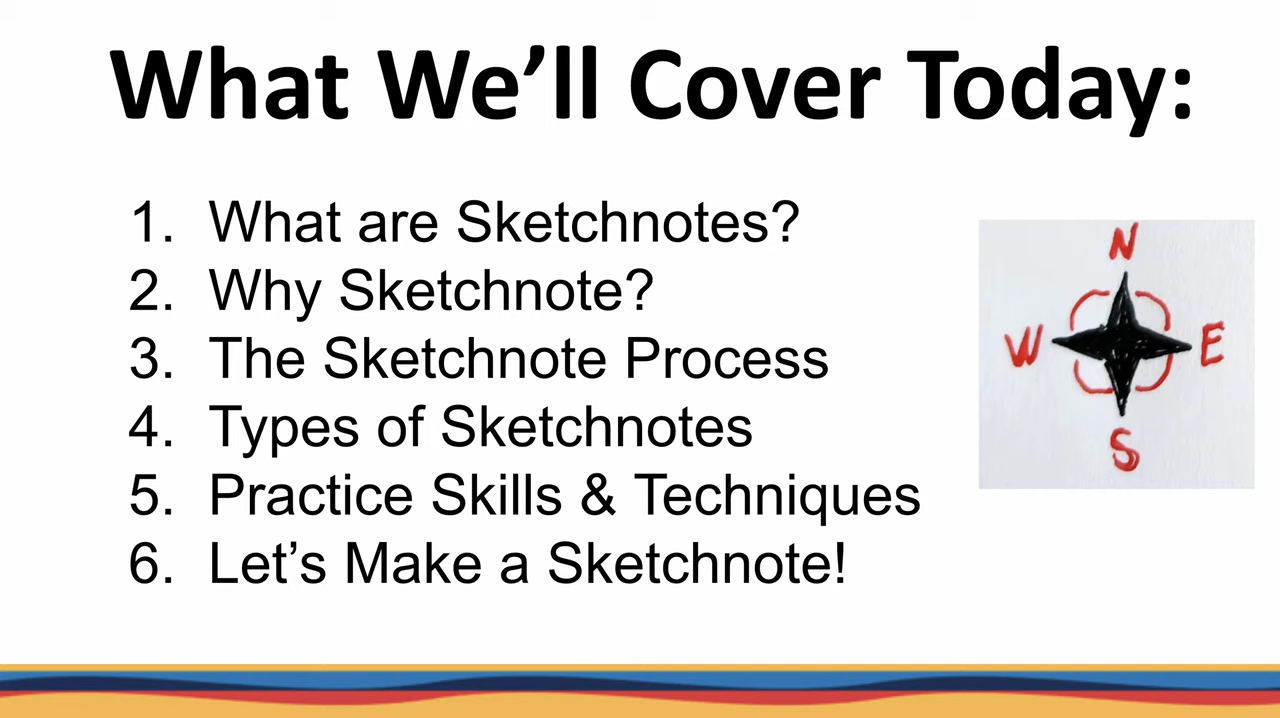 What We’ll Cover Today:
1. What are Sketchnotes?
2. Why Sketchnote?
3. The Sketchnote Process
4. Types of Sketchnotes
5. Practice Skills & Techniques
6. Let’s Make a Sketchnote!
N
W E
S